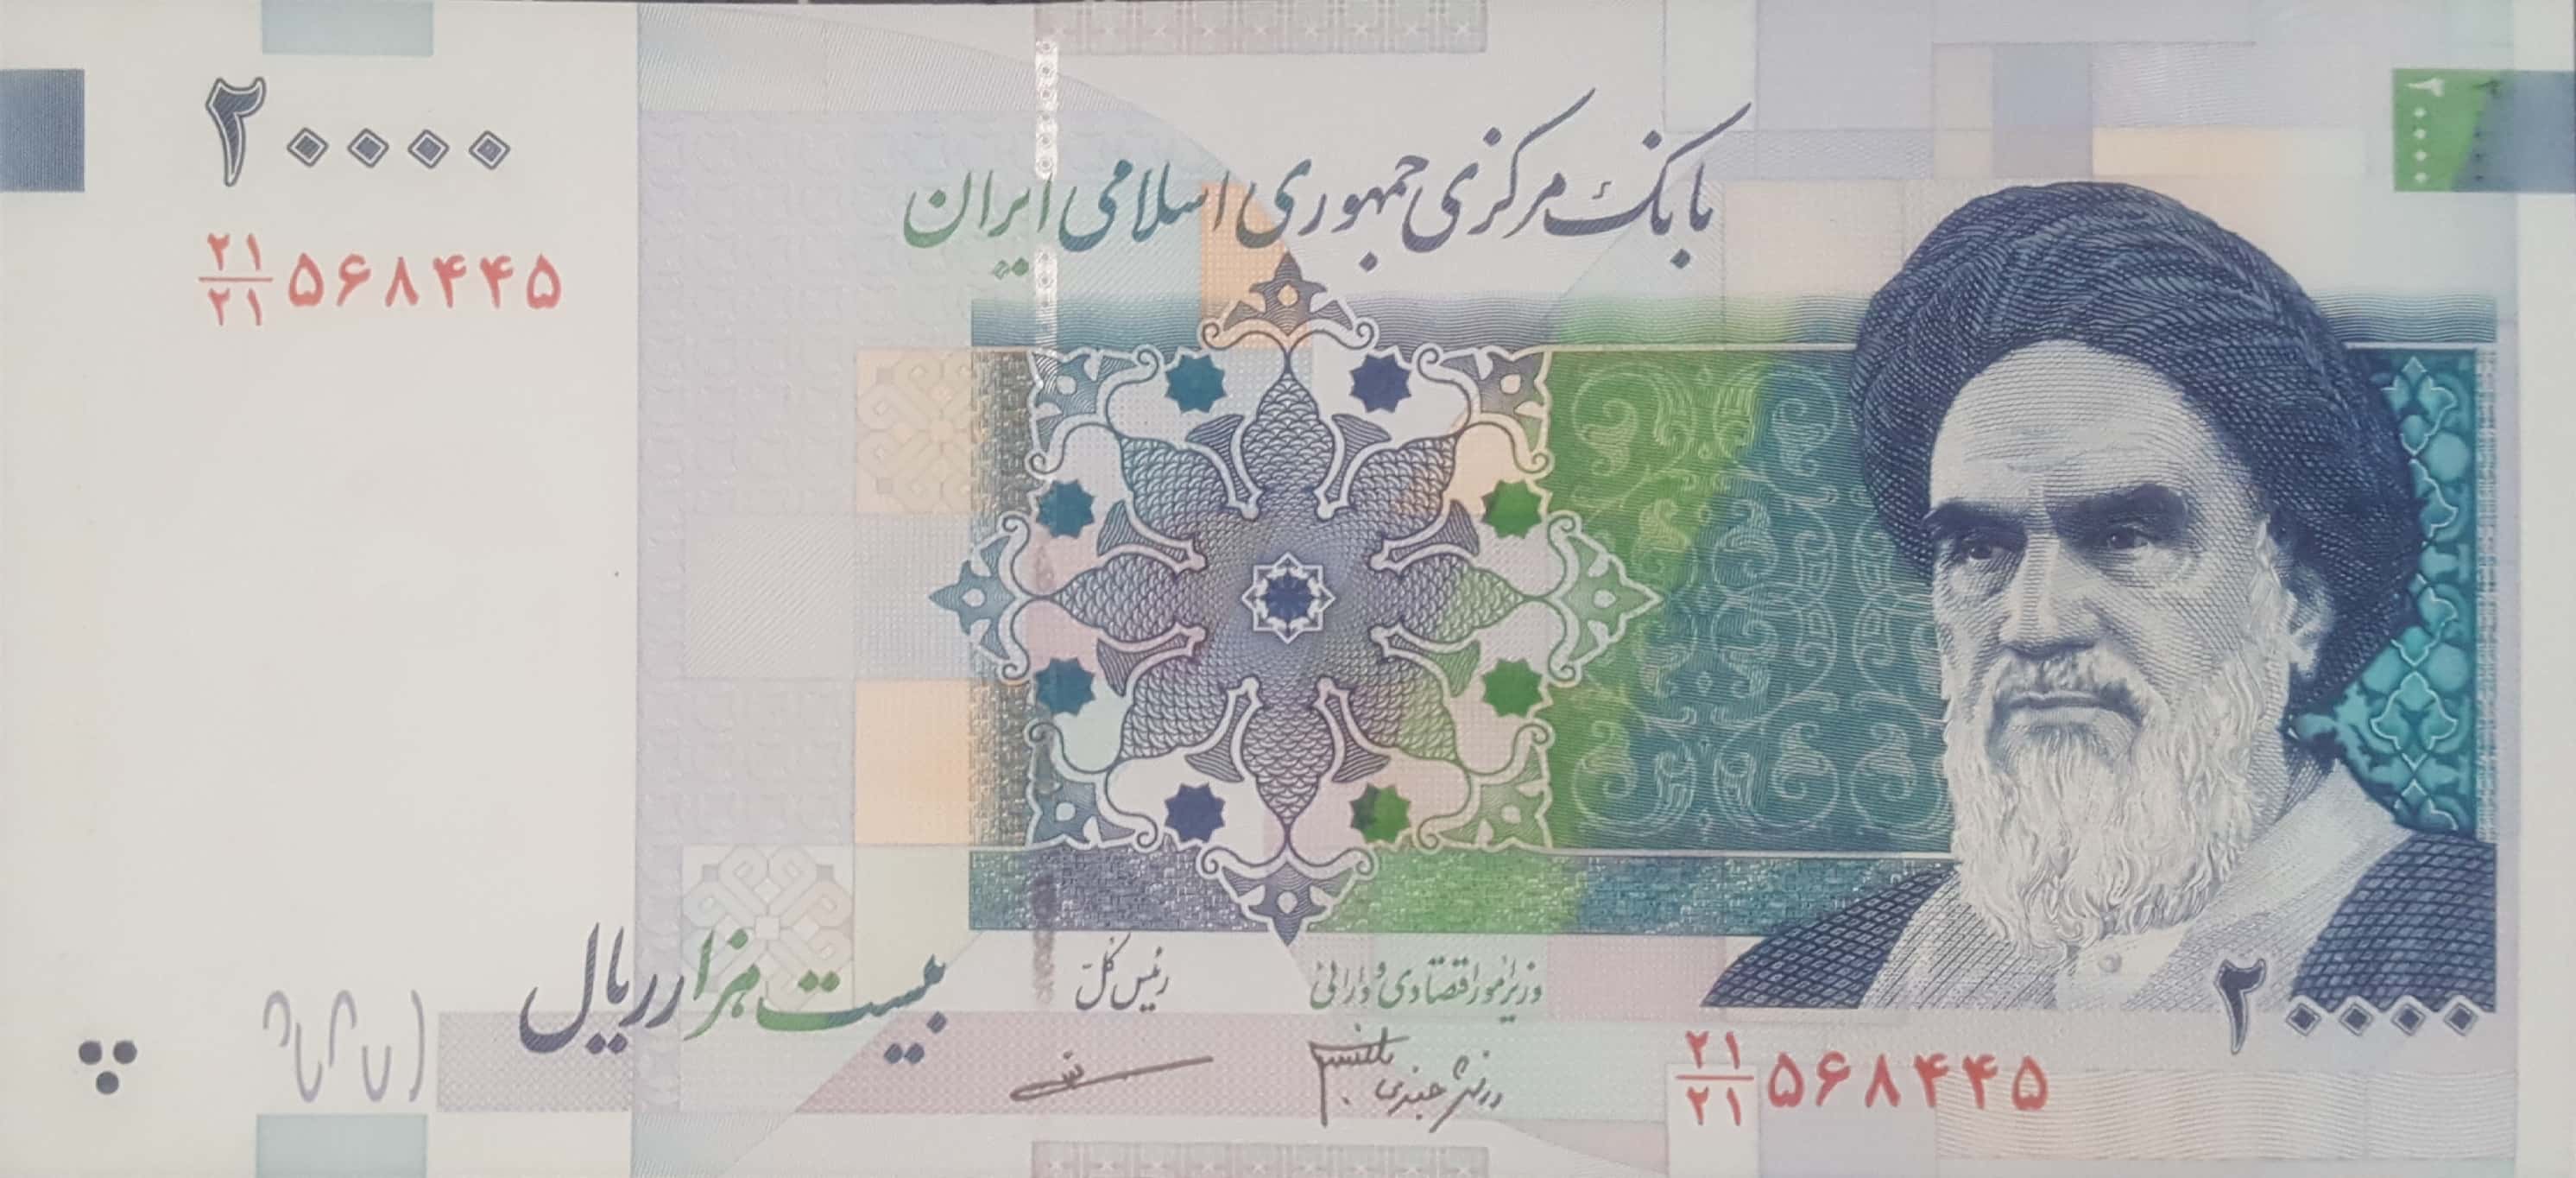 ۲۰۰۰۰
بانک مرکزی جمهوری اسلامی ایران
۲۱/۲۱ ۵۶۸۴۴۵
۲۰۰۰۰
بیست هزار ریال
رئیس کلّ
وزیر امور اقتصادی و دارائی
۲۰۰۰۰
۲۱/۲۱ ۵۶۸۴۴۵